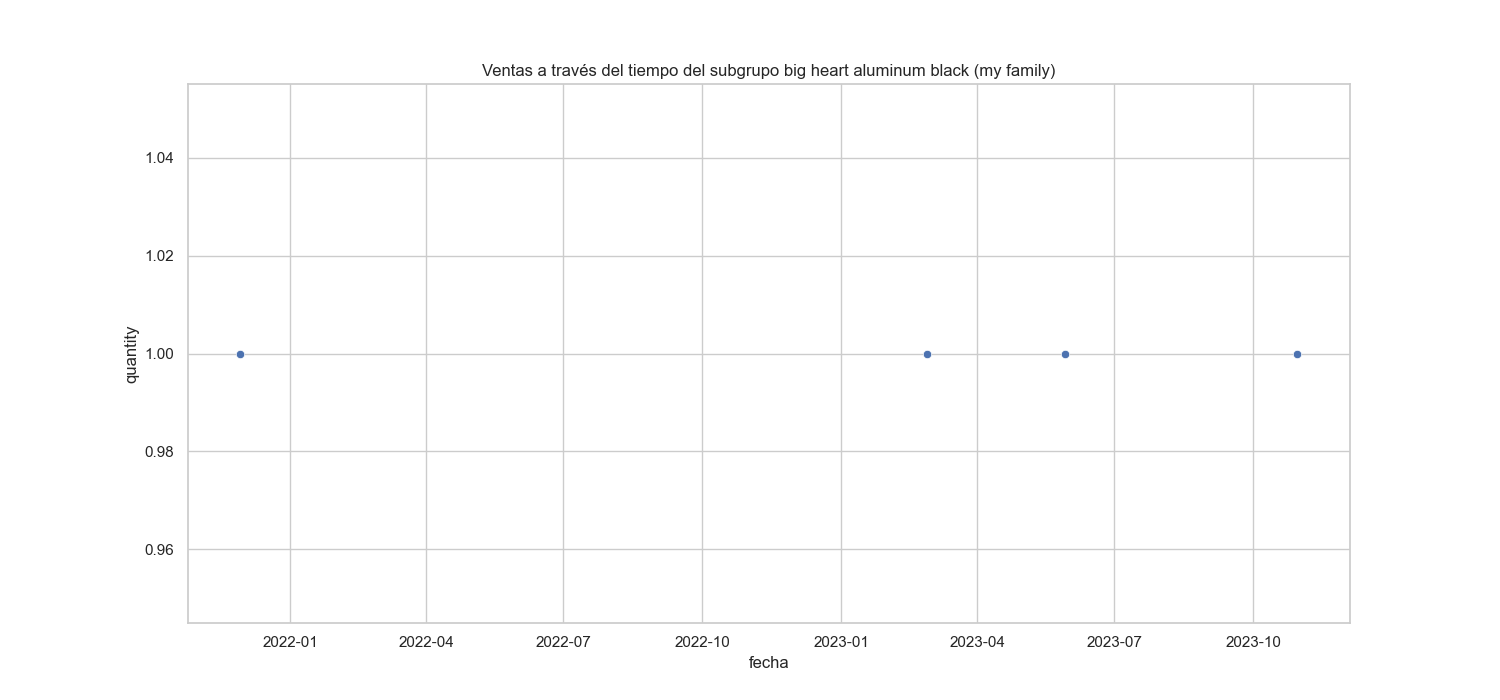 Ventas a través del tiempo del subgrupo big heart aluminum black (my family)
1.04
1.02
1.00
0.98
0.96
quantity
2022-01 2022-04 2022-07 2022-10 2023-01 2023-04 2023-07 2023-10
fecha